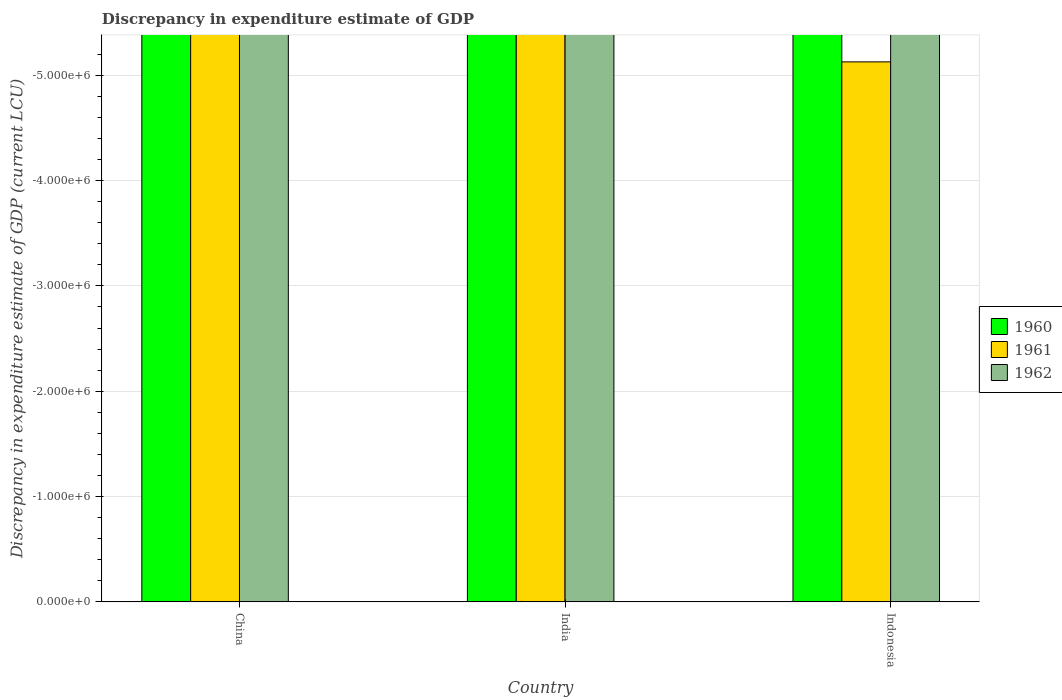 Discrepancy in expenditure estimate of GDP
Discrepancy in expenditure estimate of GDP (current LCU)
-5.000e+6
-4.000e+6
-3.000e+6
-2.000e+6
-1.000e+6
0.000e+0
China
India
Indonesia
Country
1960
1961
1962